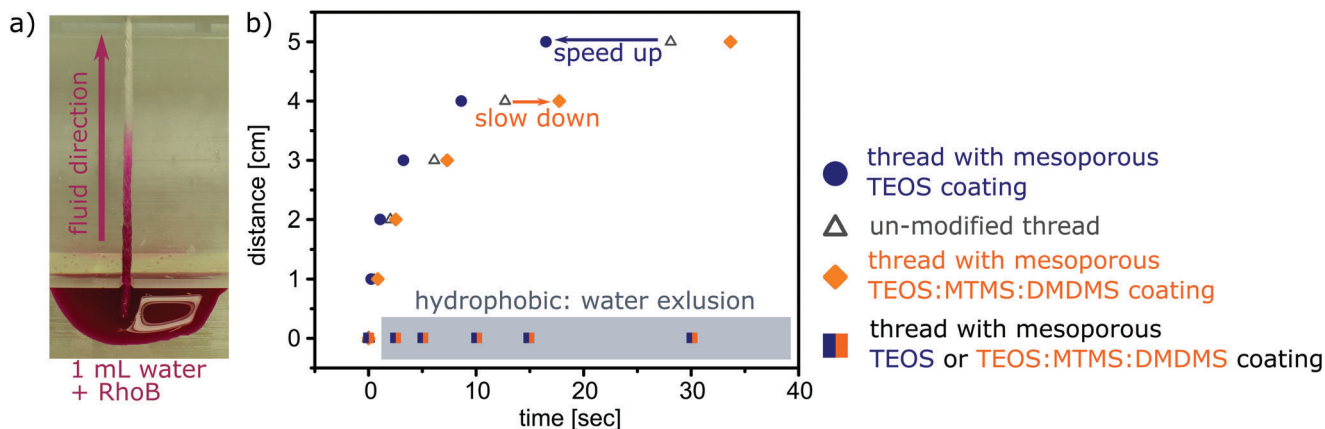 a)
fluid direction
1 mL water
+ RhoB
b)
5
4
3
2
1
0
distance [cm]
speed up
slow down
hydrophobic: water exlusion
0
10
20
30
40
time [sec]
thread with mesoporous
TEOS coating
un-modified thread
thread with mesoporous
TEOS:MTMS:DMDMS coating
thread with mesoporous
TEOS or TEOS:MTMS:DMDMS coating